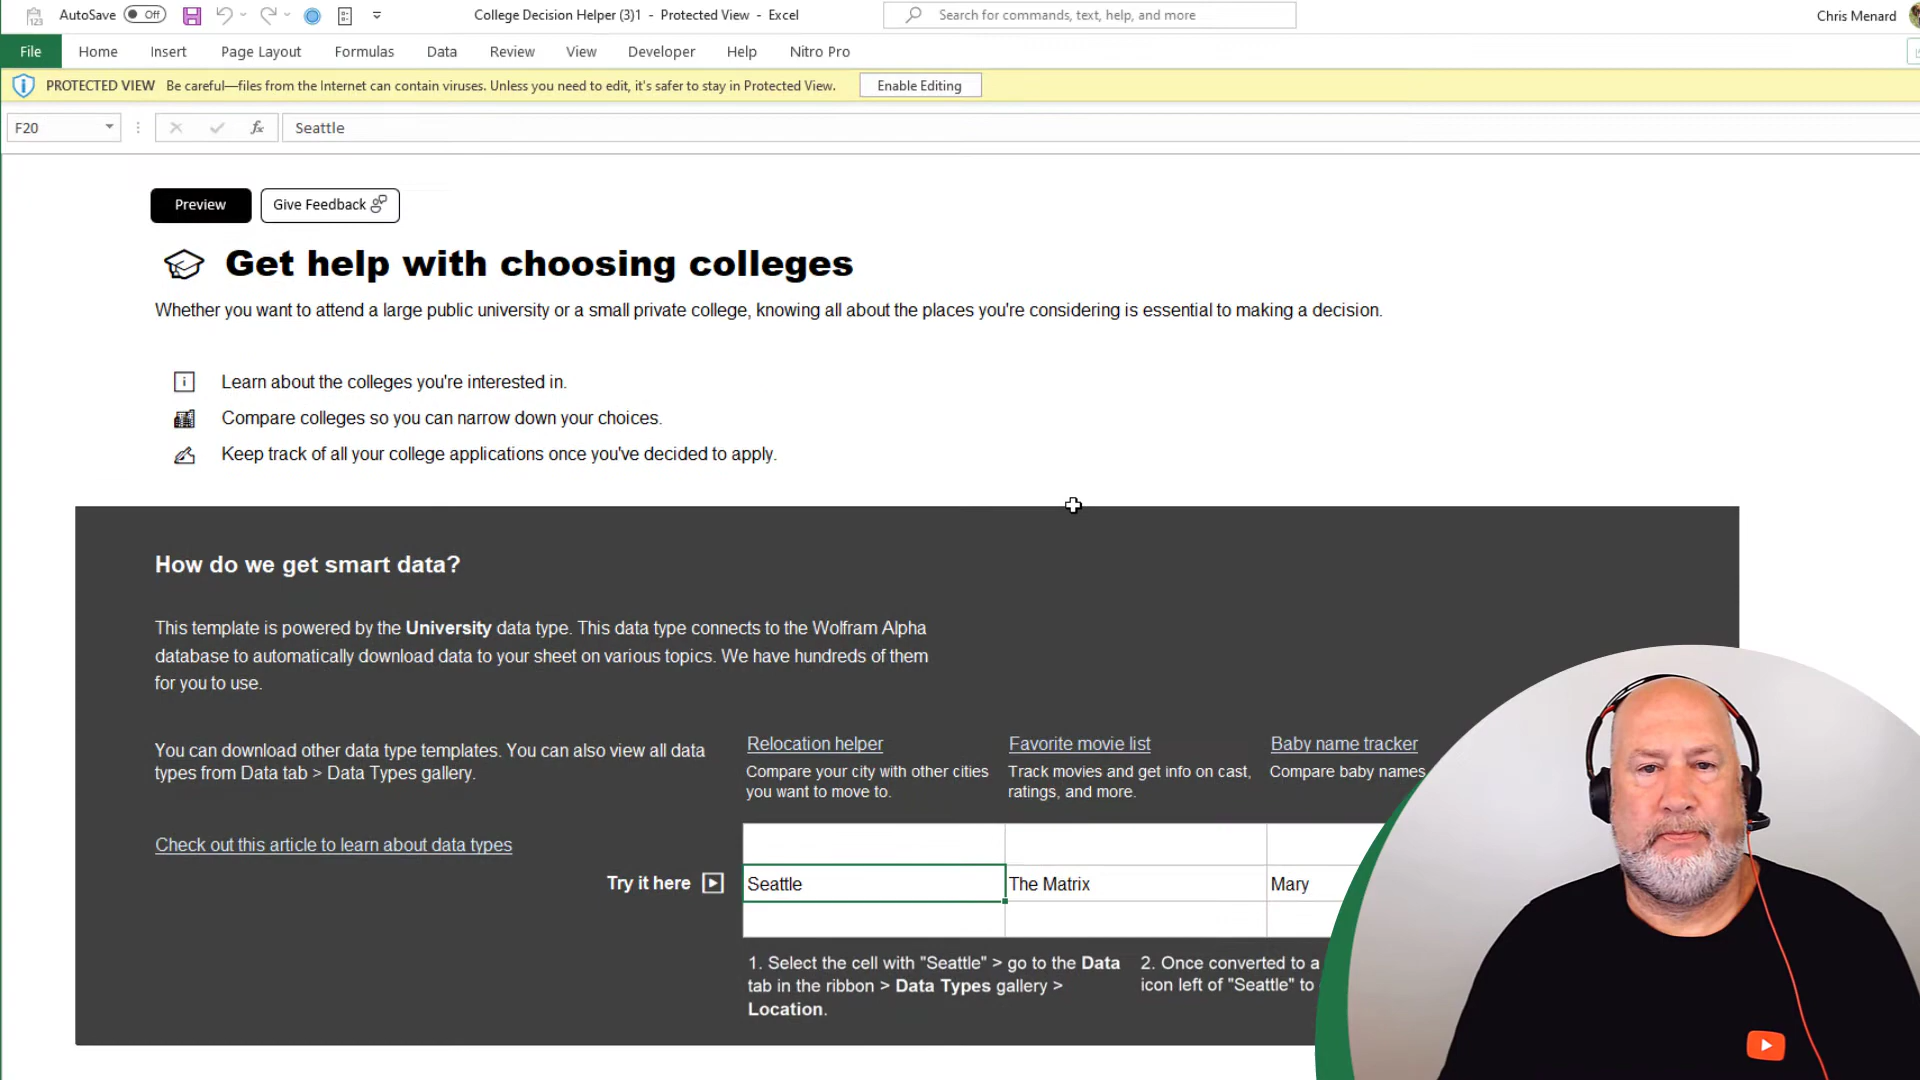 AutoSave Off College Decision Helper (3)1 - Protected View - Excel Search for commands, text, help, and more Chris Menard
File Home Insert Page Layout Formulas Data Review View Developer Help Nitro Pro
PROTECTED VIEW Be careful—files from the Internet can contain viruses. Unless you need to edit, it's safer to stay in Protected View. Enable Editing
F20 fx Seattle
Preview Give Feedback
Get help with choosing colleges
Whether you want to attend a large public university or a small private college, knowing all about the places you're considering is essential to making a decision.
Learn about the colleges you're interested in.
Compare colleges so you can narrow down your choices.
Keep track of all your college applications once you've decided to apply.
How do we get smart data?
This template is powered by the University data type. This data type connects to the Wolfram Alpha
database to automatically download data to your sheet on various topics. We have hundreds of them
for you to use.
You can download other data type templates. You can also view all data
types from Data tab > Data Types gallery.
Check out this article to learn about data types
Relocation helper
Compare your city with other cities
you want to move to.
Favorite movie list
Track movies and get info on cast,
ratings, and more.
Baby name tracker
Compare baby names
Try it here Seattle The Matrix Mary
1. Select the cell with "Seattle" > go to the Data
tab in the ribbon > Data Types gallery >
Location.
2. Once converted to a
icon left of "Seattle" to